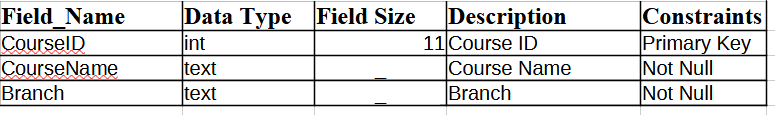 Field_Name Data Type Field Size Description Constraints
CourseID int 11 Course ID Primary Key
CourseName text _ Course Name Not Null
Branch text _ Branch Not Null